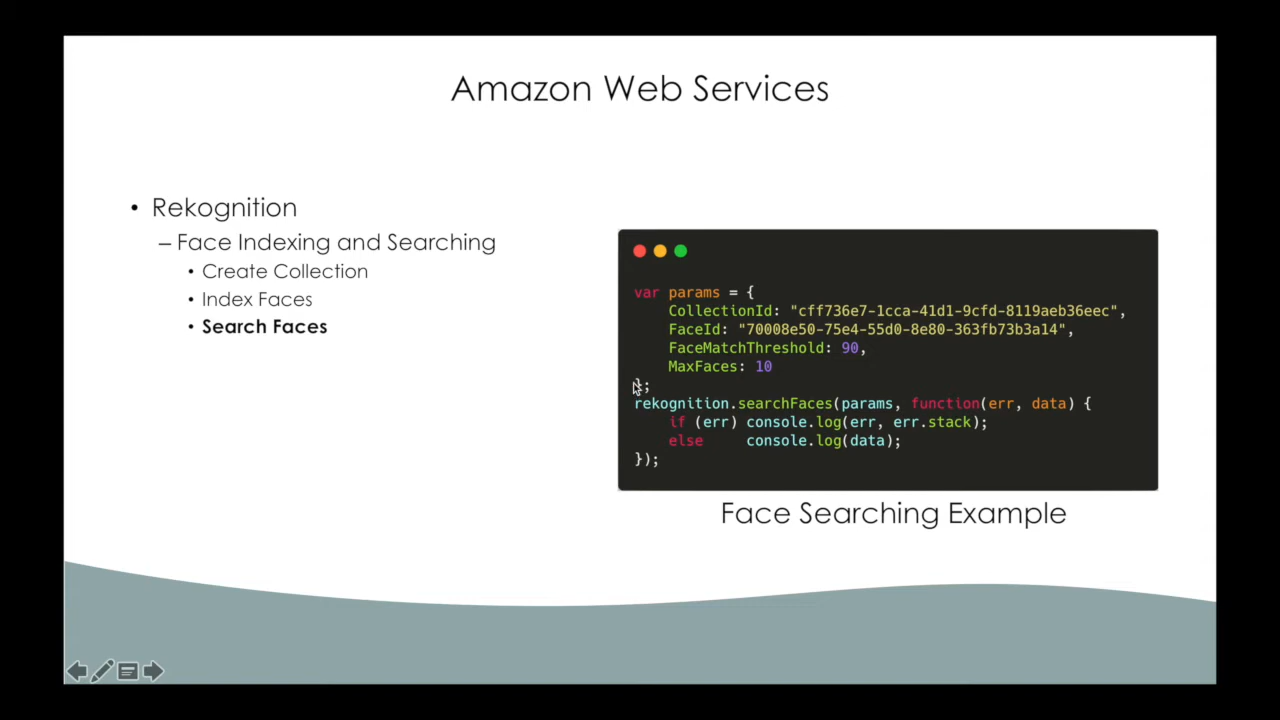 Amazon Web Services
• Rekognition
– Face Indexing and Searching
• Create Collection
• Index Faces
• Search Faces
var params = {
    CollectionId: "cff736e7-1cca-41d1-9cfd-8119aeb36eec",
    FaceId: "70008e50-75e4-55d0-8e80-363fb73b3a14",
    FaceMatchThreshold: 90,
    MaxFaces: 10
};
rekognition.searchFaces(params, function(err, data) {
    if (err) console.log(err, err.stack);
    else     console.log(data);
});
Face Searching Example